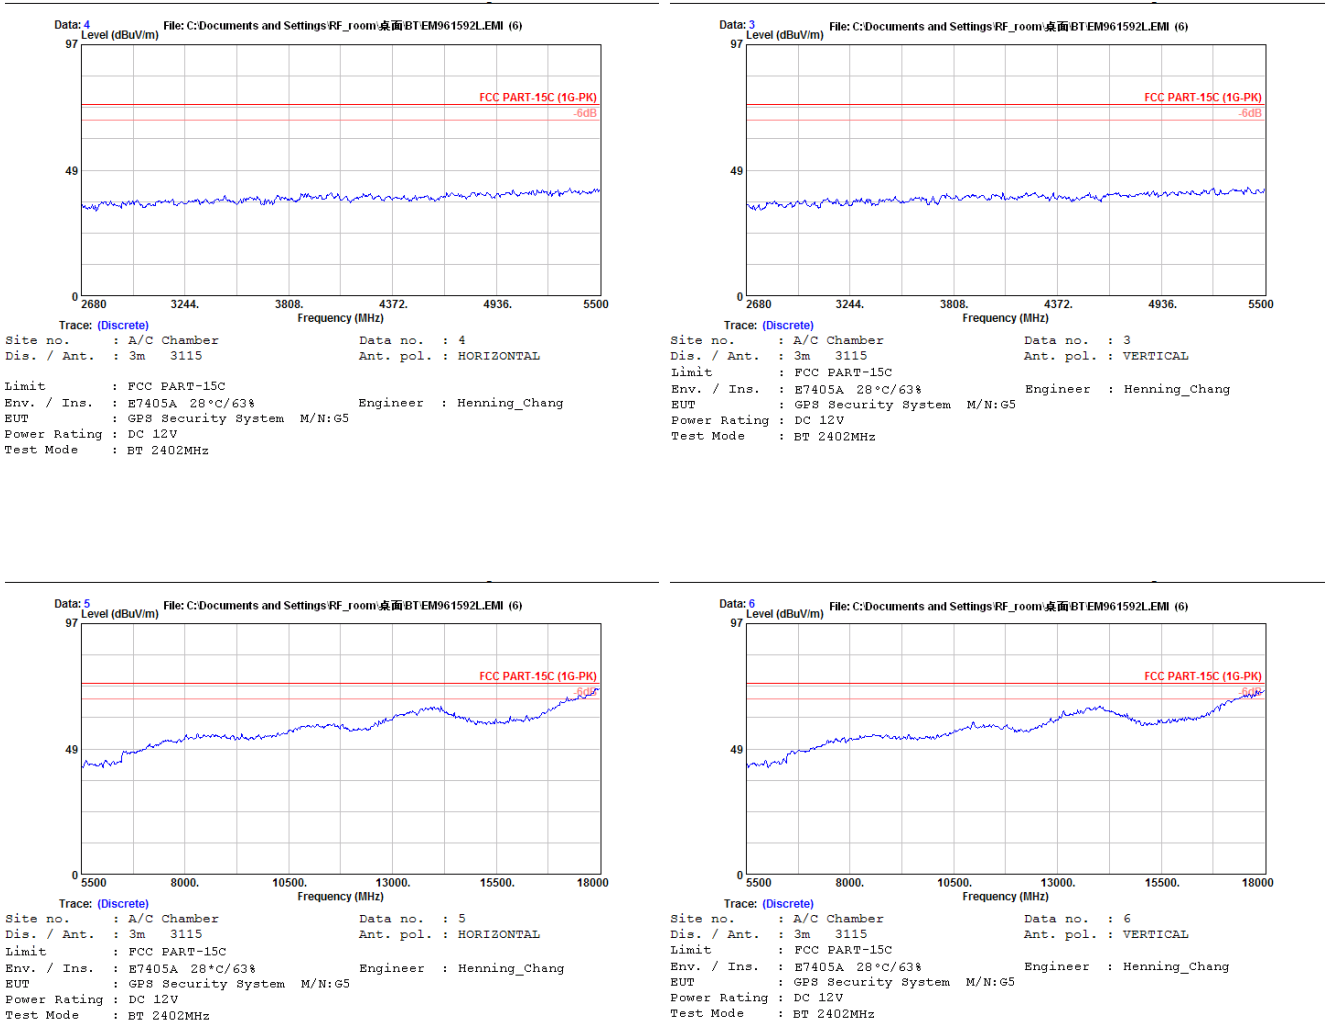 Data: 4 File: C:\Documents and Settings\RF_room\桌面\BT\EM961592L.EMI (6)
Level (dBuV/m)
97
FCC PART-15C (1G-PK)
-6dB
49
0
2680 3244. 3808. 4372. 4936. 5500
Frequency (MHz)
Trace: (Discrete)
Site no. : A/C Chamber Data no. : 4
Dis. / Ant. : 3m 3115 Ant. pol. : HORIZONTAL
Limit : FCC PART-15C
Env. / Ins. : E7405A 28°C/63% Engineer : Henning_Chang
EUT : GPS Security System M/N:G5
Power Rating : DC 12V
Test Mode : BT 2402MHz
Data: 3 File: C:\Documents and Settings\RF_room\桌面\BT\EM961592L.EMI (6)
Level (dBuV/m)
97
FCC PART-15C (1G-PK)
-6dB
49
0
2680 3244. 3808. 4372. 4936. 5500
Frequency (MHz)
Trace: (Discrete)
Site no. : A/C Chamber Data no. : 3
Dis. / Ant. : 3m 3115 Ant. pol. : VERTICAL
Limit : FCC PART-15C
Env. / Ins. : E7405A 28°C/63% Engineer : Henning_Chang
EUT : GPS Security System M/N:G5
Power Rating : DC 12V
Test Mode : BT 2402MHz
Data: 5 File: C:\Documents and Settings\RF_room\桌面\BT\EM961592L.EMI (6)
Level (dBuV/m)
97
FCC PART-15C (1G-PK)
-6dB
49
0
5500 8000. 10500. 13000. 15500. 18000
Frequency (MHz)
Trace: (Discrete)
Site no. : A/C Chamber Data no. : 5
Dis. / Ant. : 3m 3115 Ant. pol. : HORIZONTAL
Limit : FCC PART-15C
Env. / Ins. : E7405A 28*C/63% Engineer : Henning_Chang
EUT : GPS Security System M/N:G5
Power Rating : DC 12V
Test Mode : BT 2402MHz
Data: 6 File: C:\Documents and Settings\RF_room\桌面\BT\EM961592L.EMI (6)
Level (dBuV/m)
97
FCC PART-15C (1G-PK)
-6dB
49
0
5500 8000. 10500. 13000. 15500. 18000
Frequency (MHz)
Trace: (Discrete)
Site no. : A/C Chamber Data no. : 6
Dis. / Ant. : 3m 3115 Ant. pol. : VERTICAL
Limit : FCC PART-15C
Env. / Ins. : E7405A 28°C/63% Engineer : Henning_Chang
EUT : GPS Security System M/N:G5
Power Rating : DC 12V
Test Mode : BT 2402MHz